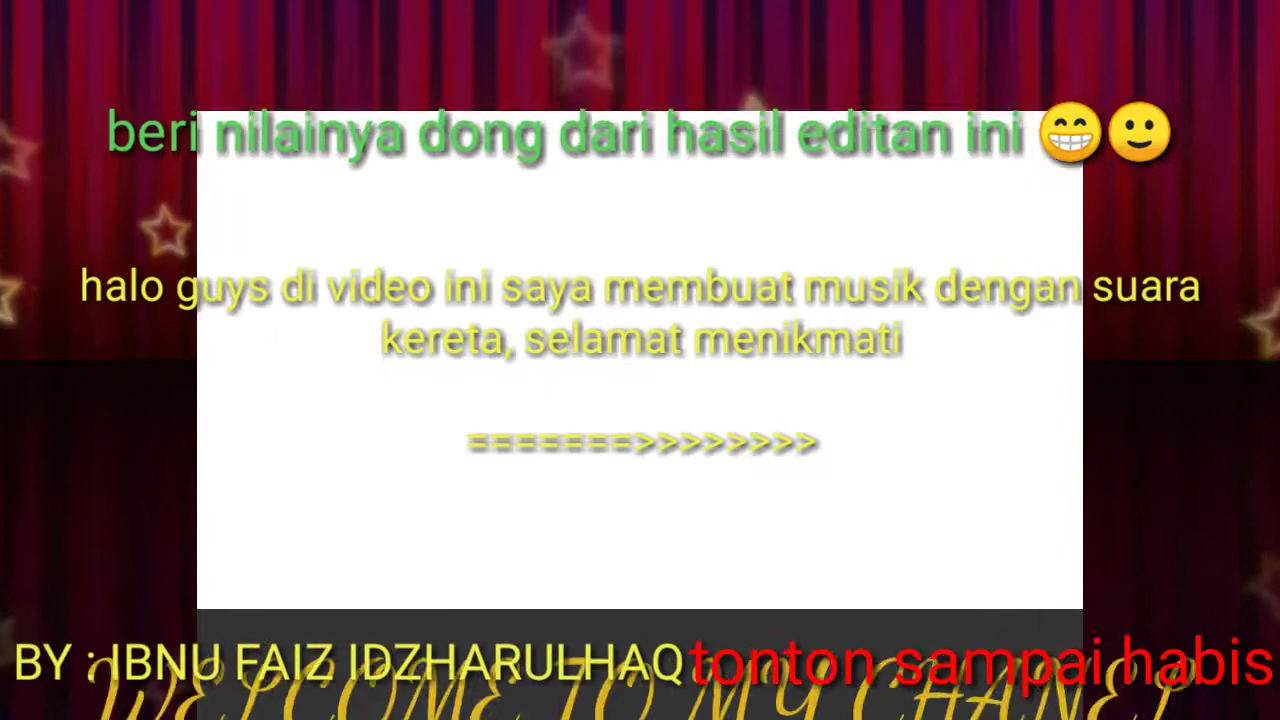 beri nilainya dong dari hasil editan ini 😁🙂
halo guys di video ini saya membuat musik dengan suara
kereta, selamat menikmati
=======>>>>>>>>
BY : IBNU FAIZ IDZHARULHAQ
tonton sampai habis
WELCOME TO MY CHANEL